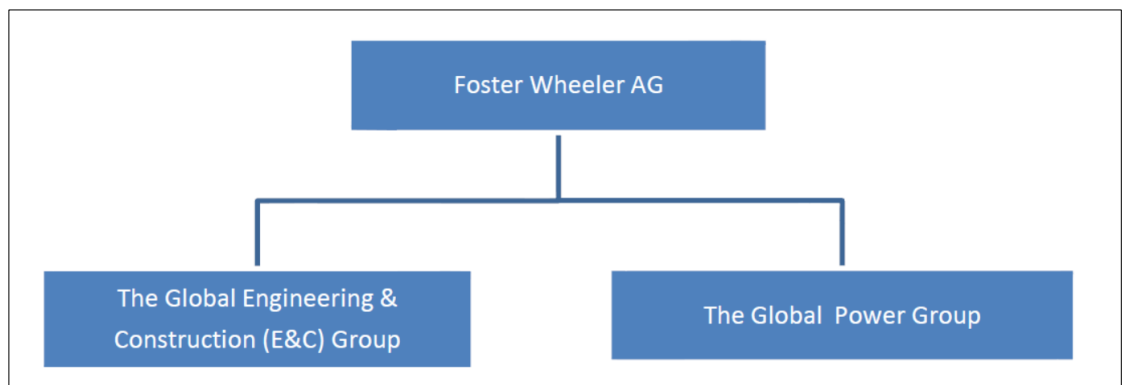 Foster Wheeler AG
The Global Engineering &
Construction (E&C) Group
The Global Power Group